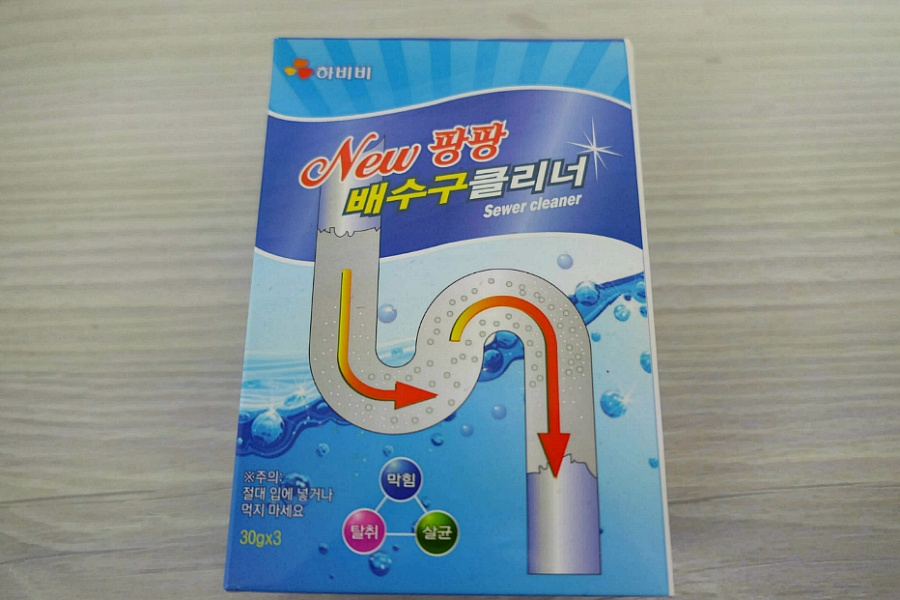 하비비
New 팡팡
배수구클리너
Sewer cleaner
※주의:
절대 입에 넣거나
먹지 마세요
30gx3
막힘
탈취
살균